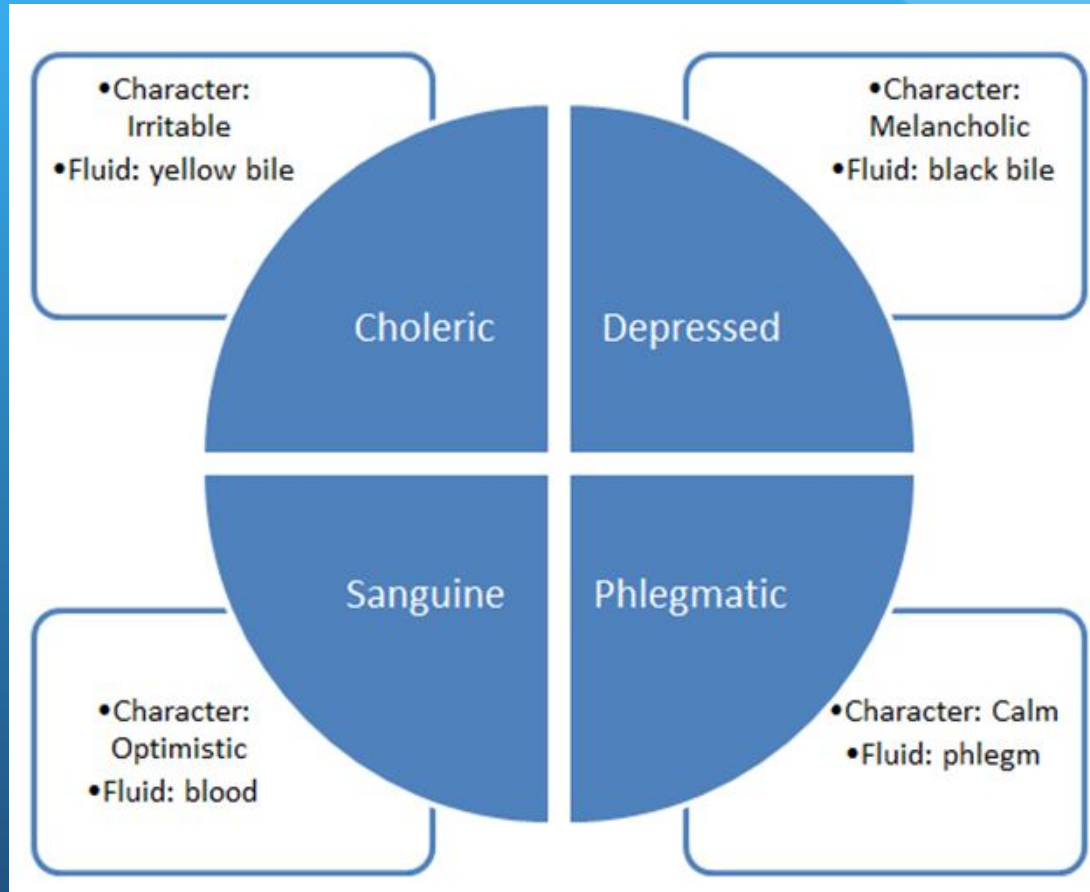 •Character:
Irritable
•Fluid: yellow bile
•Character:
Melancholic
•Fluid: black bile
Choleric
Depressed
Sanguine
Phlegmatic
•Character:
Optimistic
•Fluid: blood
•Character: Calm
•Fluid: phlegm